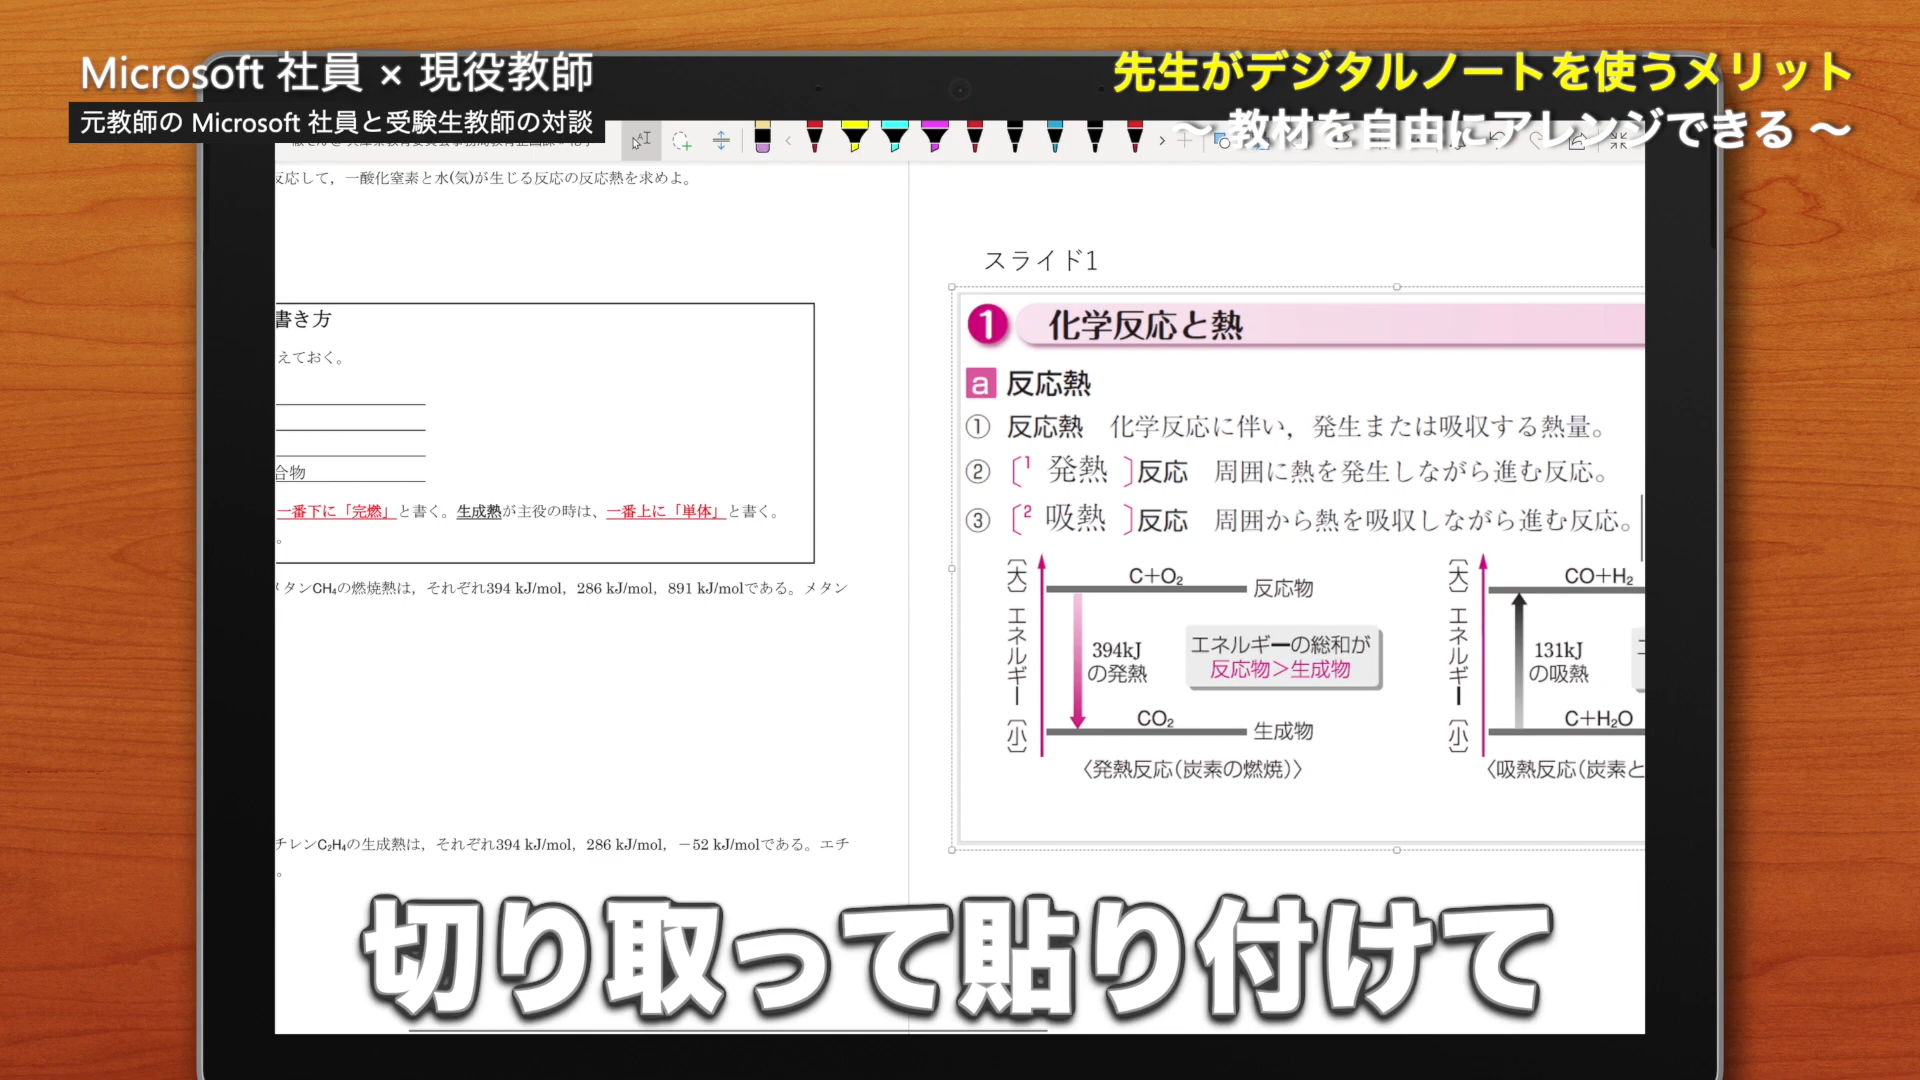 Microsoft 社員 × 現役教師
元教師の Microsoft 社員と受験生教師の対談
先生がデジタルノートを使うメリット
～ 教材を自由にアレンジできる ～
反応して，一酸化窒素と水(気)が生じる反応の反応熱を求めよ。
書き方
えておく。
合物
一番下に「完燃」と書く。生成熱が主役の時は、一番上に「単体」と書く。
。
メタンCH₄の燃焼熱は，それぞれ394 kJ/mol，286 kJ/mol，891 kJ/molである。メタン
チレンC₂H₄の生成熱は，それぞれ394 kJ/mol，286 kJ/mol，－52 kJ/molである。エチ
。
スライド1
1 化学反応と熱
a 反応熱
① 反応熱 化学反応に伴い，発生または吸収する熱量。
② 〔1 発熱 〕反応 周囲に熱を発生しながら進む反応。
③ 〔2 吸熱 〕反応 周囲から熱を吸収しながら進む反応。
〔大〕エネルギー〔小〕
C+O₂
反応物
394kJ
の発熱
エネルギーの総和が
反応物＞生成物
CO₂
生成物
〈発熱反応(炭素の燃焼)〉
〔大〕エネルギー〔小〕
CO+H₂
131kJ
の吸熱
C+H₂O
〈吸熱反応(炭素と
切り取って貼り付けて